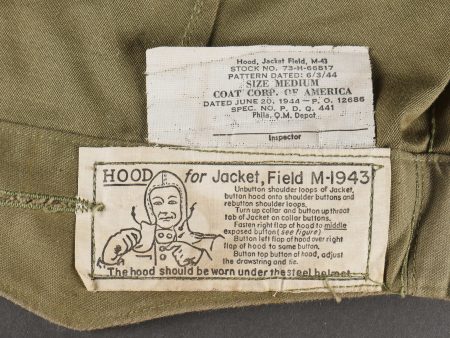 Hood, Jacket Field, M-43
STOCK NO. 73-H-66817
PATTERN DATED: 6/3/44
SIZE MEDIUM
COAT CORP. OF AMERICA
DATED JUNE 20, 1944 - P. O. 12686
SPEC. NO. P. D. Q. 441
Phila. Q.M. Depot
Inspector
HOOD for Jacket, Field M-1943
Unbutton shoulder loops of Jacket,
button hood onto shoulder buttons and
rebutton shoulder loops.
Turn up collar and button up throat
tab of Jacket on collar buttons.
Fasten right flap of hood to middle
exposed button (see figure)
Button left flap of hood over right
flap of hood to same button.
Button top button of hood, adjust
the drawstring and tie.
The hood should be worn under the steel helmet